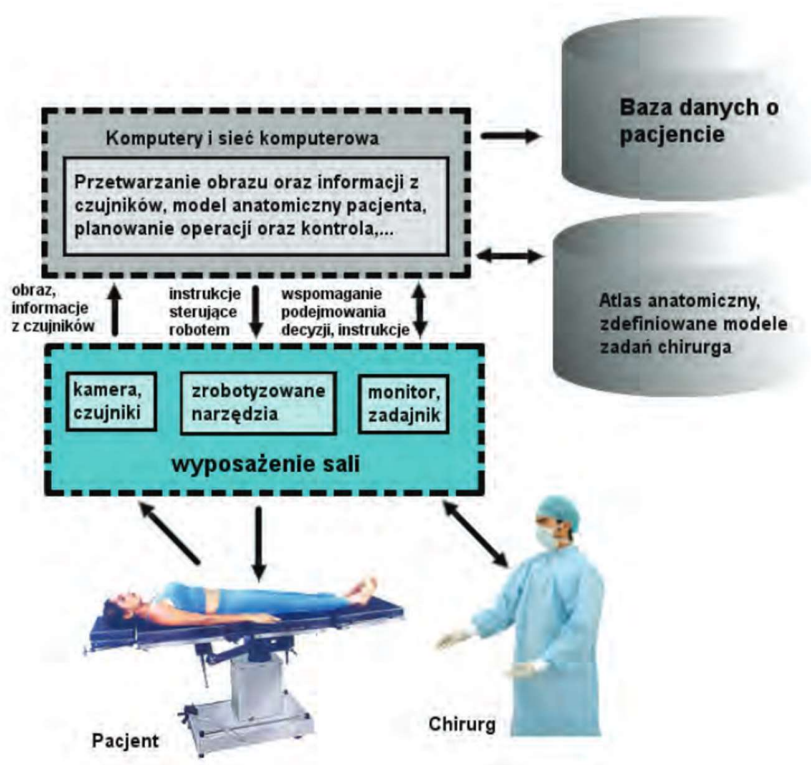 Baza danych o
pacjencie
Komputery i sieć komputerowa
Przetwarzanie obrazu oraz informacji z
czujników, model anatomiczny pacjenta,
planowanie operacji oraz kontrola,...
Atlas anatomiczny,
zdefiniowane modele
zadań chirurga
obraz,
informacje
z czujników
instrukcje
sterujące
robotem
wspomaganie
podejmowania
decyzji, instrukcje
kamera,
czujniki
zrobotyzowane
narzędzia
monitor,
zadajnik
wyposażenie sali
Pacjent
Chirurg